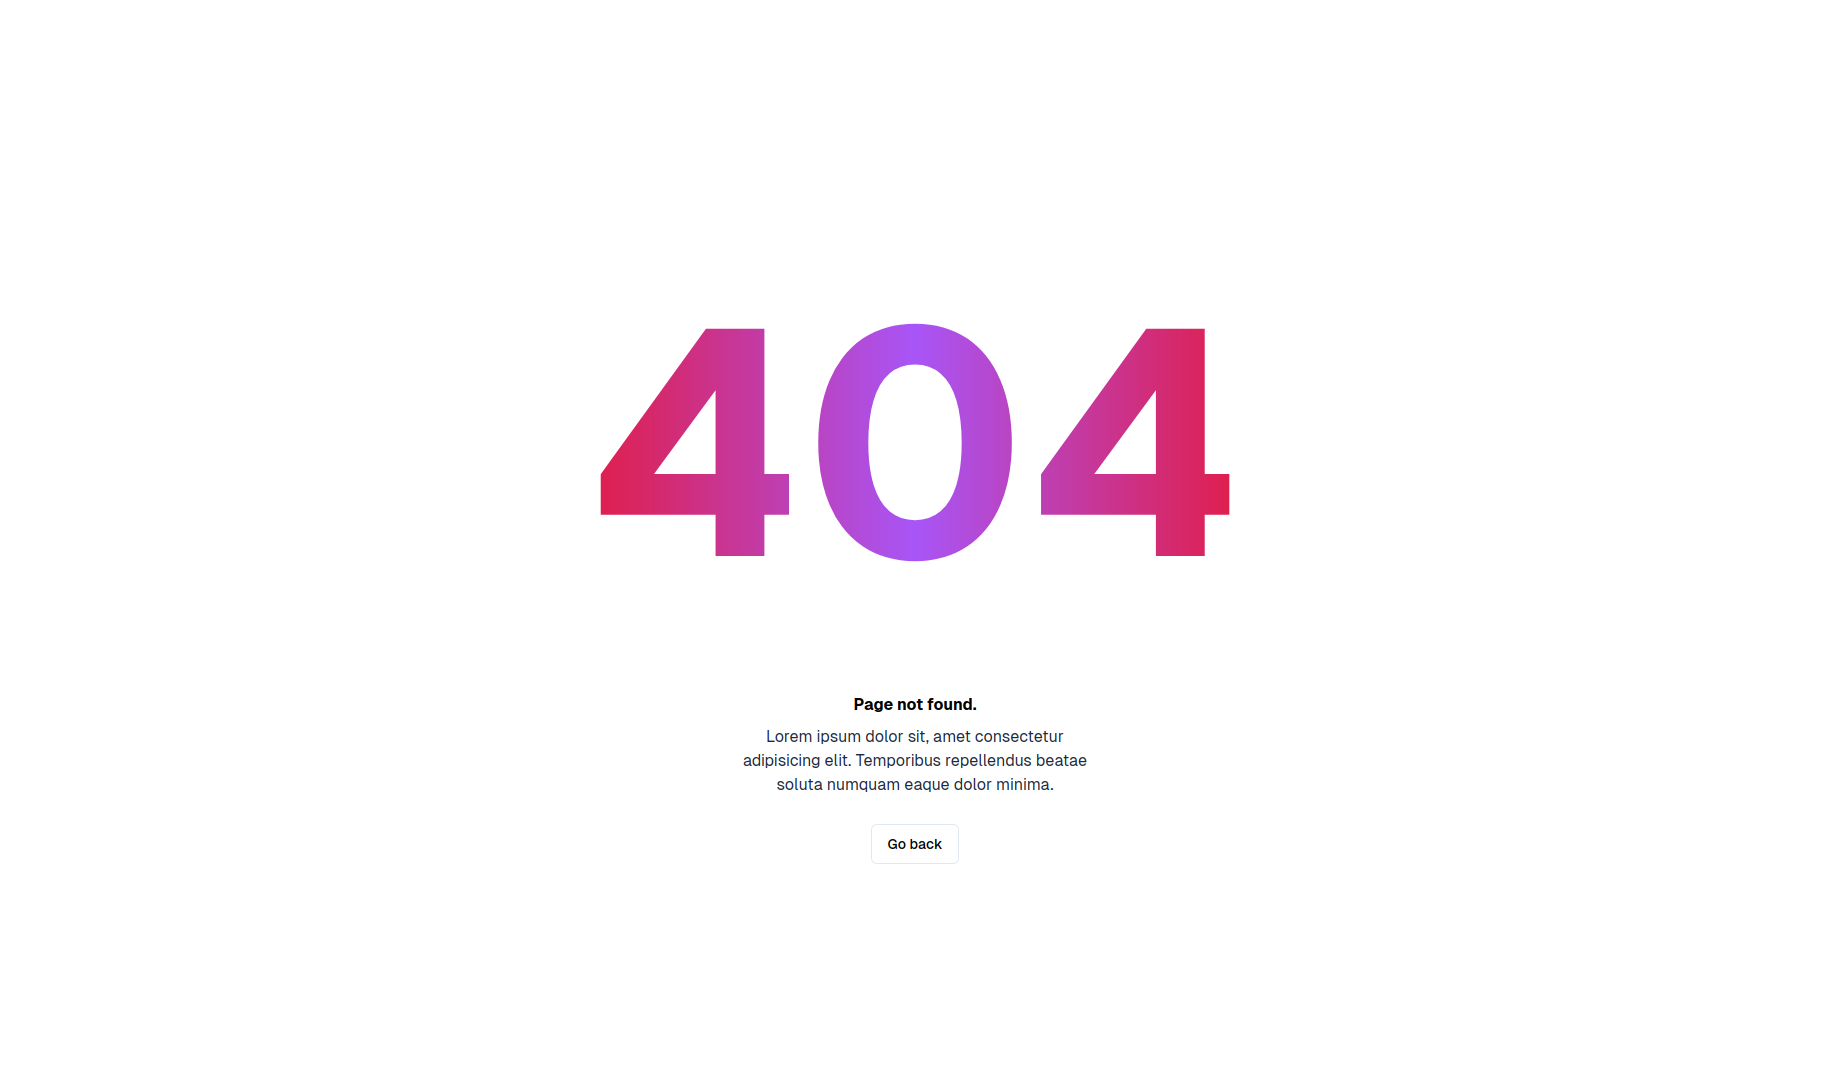 404
Page not found.
Lorem ipsum dolor sit, amet consectetur
adipisicing elit. Temporibus repellendus beatae
soluta numquam eaque dolor minima.
Go back